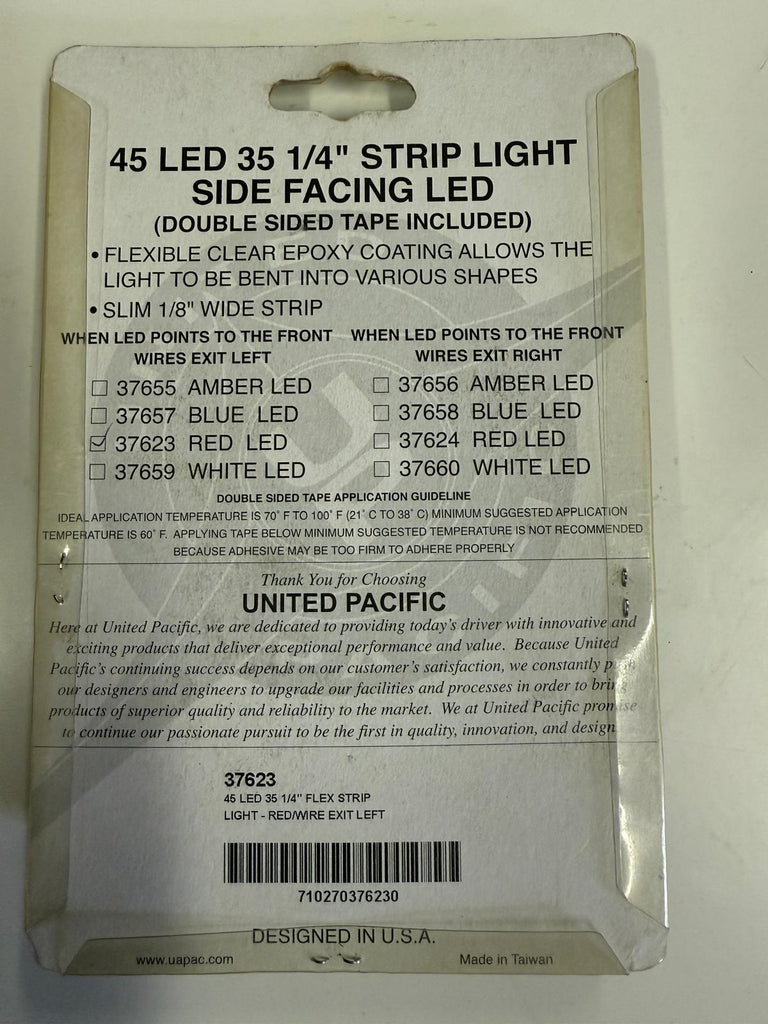 45 LED 35 1/4" STRIP LIGHT
SIDE FACING LED
(DOUBLE SIDED TAPE INCLUDED)
• FLEXIBLE CLEAR EPOXY COATING ALLOWS THE
LIGHT TO BE BENT INTO VARIOUS SHAPES
• SLIM 1/8" WIDE STRIP
WHEN LED POINTS TO THE FRONT
WIRES EXIT LEFT
☐ 37655 AMBER LED
☐ 37657 BLUE LED
☑ 37623 RED LED
☐ 37659 WHITE LED
WHEN LED POINTS TO THE FRONT
WIRES EXIT RIGHT
☐ 37656 AMBER LED
☐ 37658 BLUE LED
☐ 37624 RED LED
☐ 37660 WHITE LED
DOUBLE SIDED TAPE APPLICATION GUIDELINE
IDEAL APPLICATION TEMPERATURE IS 70° F TO 100° F (21° C TO 38° C) MINIMUM SUGGESTED APPLICATION
TEMPERATURE IS 60° F. APPLYING TAPE BELOW MINIMUM SUGGESTED TEMPERATURE IS NOT RECOMMENDED
BECAUSE ADHESIVE MAY BE TOO FIRM TO ADHERE PROPERLY
Thank You for Choosing
UNITED PACIFIC
Here at United Pacific, we are dedicated to providing today's driver with innovative and
exciting products that deliver exceptional performance and value. Because United
Pacific's continuing success depends on our customer's satisfaction, we constantly
our designers and engineers to upgrade our facilities and processes in order to bring
products of superior quality and reliability to the market. We at United Pacific promise
to continue our passionate pursuit to be the first in quality, innovation, and design
37623
45 LED 35 1/4" FLEX STRIP
LIGHT - RED/WIRE EXIT LEFT
710270376230
DESIGNED IN U.S.A.
www.uapac.com
Made in Taiwan